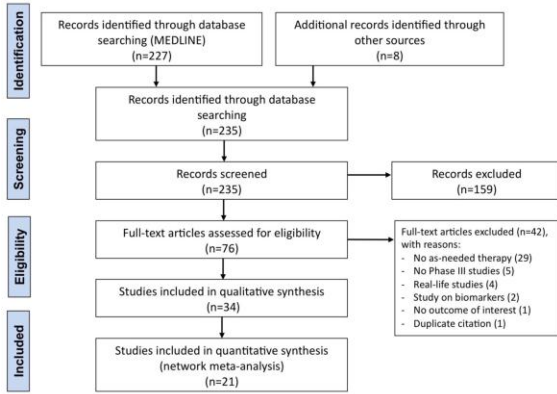 Identification
Records identified through database
searching (MEDLINE)
(n=227)
Additional records identified through
other sources
(n=8)
Records identified through database
searching
(n=235)
Screening
Records screened
(n=235)
Records excluded
(n=159)
Eligibility
Full-text articles assessed for eligibility
(n=76)
Full-text articles excluded (n=42),
with reasons:
- No as-needed therapy (29)
- No Phase III studies (5)
- Real-life studies (4)
- Study on biomarkers (2)
- No outcome of interest (1)
- Duplicate citation (1)
Studies included in qualitative synthesis
(n=34)
Included
Studies included in quantitative synthesis
(network meta-analysis)
(n=21)